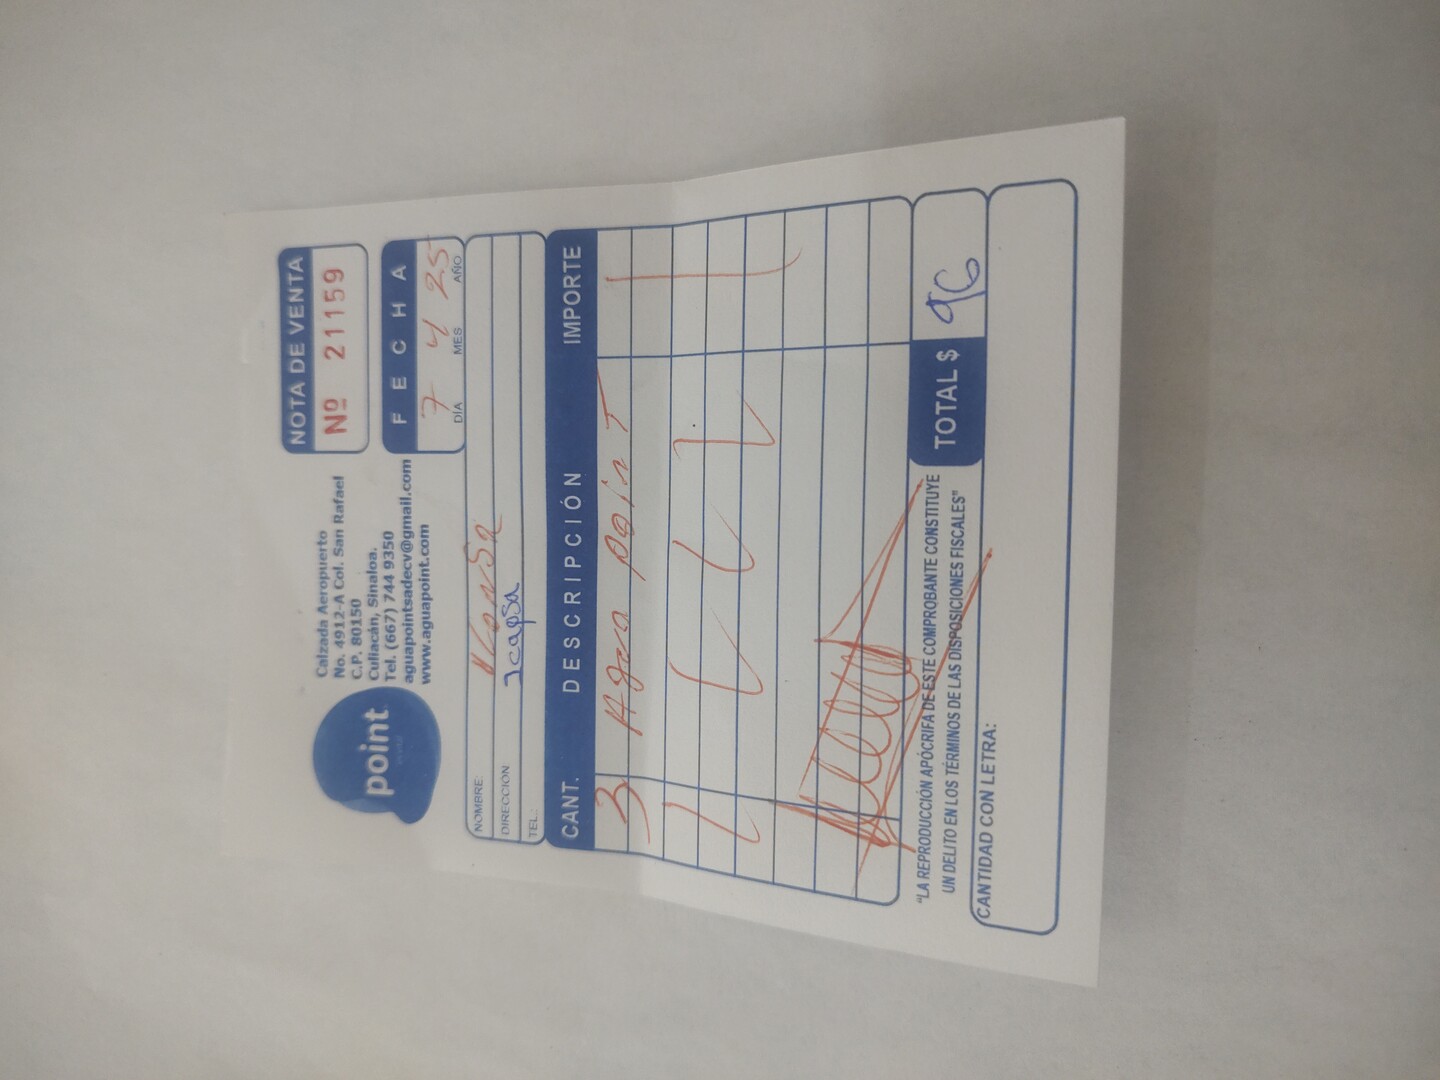 point
Calzada Aeropuerto
No. 4912-A Col. San Rafael
C.P. 80150
Culiacán, Sinaloa.
Tel. (667) 744 9350
aguapointsadecv@gmail.com
www.aguapoint.com
NOTA DE VENTA
Nº 21159
FECHA
7 4 25
DÍA MES AÑO
NOMBRE:
DIRECCIÓN
TEL.:
CANT. DESCRIPCIÓN IMPORTE
3 Agua poinT
"LA REPRODUCCIÓN APÓCRIFA DE ESTE COMPROBANTE CONSTITUYE
UN DELITO EN LOS TÉRMINOS DE LAS DISPOSICIONES FISCALES"
TOTAL $ 96
CANTIDAD CON LETRA: